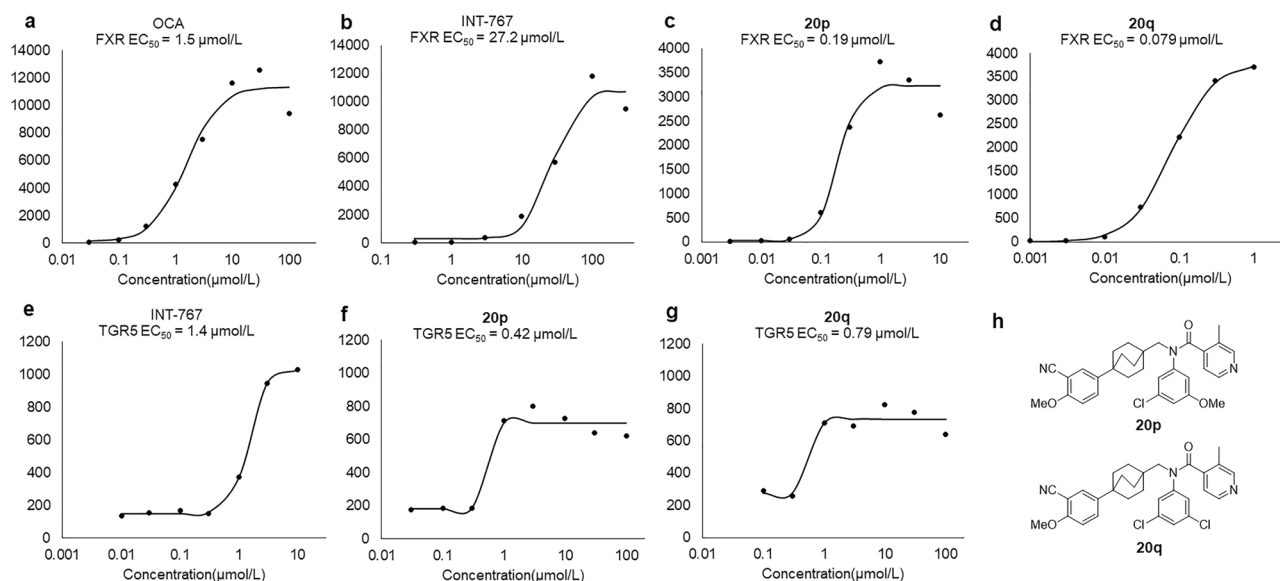 a
OCA
FXR EC₅₀ = 1.5 µmol/L
14000
12000
10000
8000
6000
4000
2000
0
0.01 0.1 1 10 100
Concentration(µmol/L)
b
INT-767
FXR EC₅₀ = 27.2 µmol/L
14000
12000
10000
8000
6000
4000
2000
0
0.1 1 10 100
Concentration(µmol/L)
c
20p
FXR EC₅₀ = 0.19 µmol/L
4000
3500
3000
2500
2000
1500
1000
500
0
0.001 0.01 0.1 1 10
Concentration(µmol/L)
d
20q
FXR EC₅₀ = 0.079 µmol/L
4000
3500
3000
2500
2000
1500
1000
500
0
0.001 0.01 0.1 1
Concentration(µmol/L)
e
INT-767
TGR5 EC₅₀ = 1.4 µmol/L
1200
1000
800
600
400
200
0
0.001 0.01 0.1 1 10
Concentration(µmol/L)
f
20p
TGR5 EC₅₀ = 0.42 µmol/L
1200
1000
800
600
400
200
0
0.01 0.1 1 10 100
Concentration(µmol/L)
g
20q
TGR5 EC₅₀ = 0.79 µmol/L
1200
1000
800
600
400
200
0
0.01 0.1 1 10 100
Concentration(µmol/L)
h
O
N
N
NC
MeO
Cl
OMe
20p
O
N
N
NC
MeO
Cl
Cl
20q